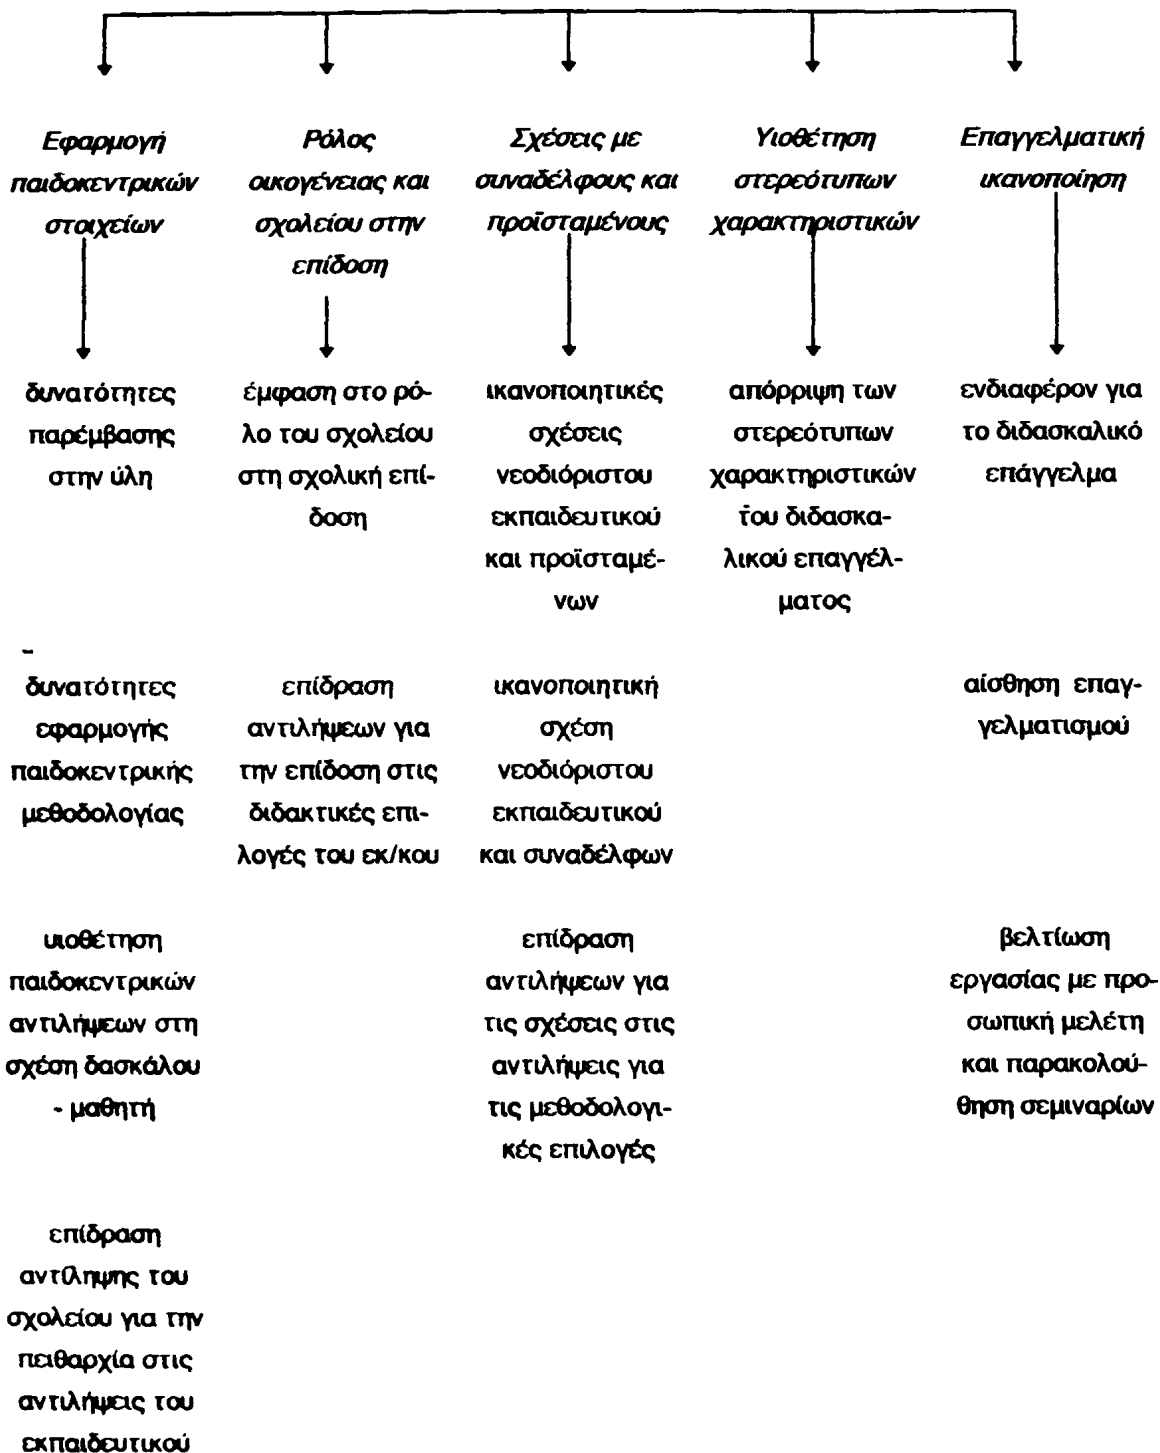 Εφαρμογή
παιδοκεντρικών
στοιχείων
Ρόλος
οικογένειας και
σχολείου στην
επίδοση
Σχέσεις με
συναδέλφους και
προϊσταμένους
Υιοθέτηση
στερεότυπων
χαρακτηριστικών
Επαγγελματική
ικανοποίηση
δυνατότητες
παρέμβασης
στην ύλη
έμφαση στο ρό-
λο του σχολείου
στη σχολική επί-
δοση
ικανοποιητικές
σχέσεις
νεοδιόριστου
εκπαιδευτικού
και προϊσταμέ-
νων
απόρριψη των
στερεότυπων
χαρακτηριστικών
του διδασκα-
λικού επαγγέλ-
ματος
ενδιαφέρον για
το διδασκαλικό
επάγγελμα
δυνατότητες
εφαρμογής
παιδοκεντρικής
μεθοδολογίας
επίδραση
αντιλήψεων για
την επίδοση στις
διδακτικές επι-
λογές του εκ/κου
ικανοποιητική
σχέση
νεοδιόριστου
εκπαιδευτικού
και συναδέλφων
αίσθηση επαγ-
γελματισμού
υιοθέτηση
παιδοκεντρικών
αντιλήψεων στη
σχέση δασκάλου
- μαθητή
επίδραση
αντιλήψεων για
τις σχέσεις στις
αντιλήψεις για
τις μεθοδολογι-
κές επιλογές
βελτίωση
εργασίας με προ-
σωπική μελέτη
και παρακολού-
θηση σεμιναρίων
επίδραση
αντίληψης του
σχολείου για την
πειθαρχία στις
αντιλήψεις του
εκπαιδευτικού